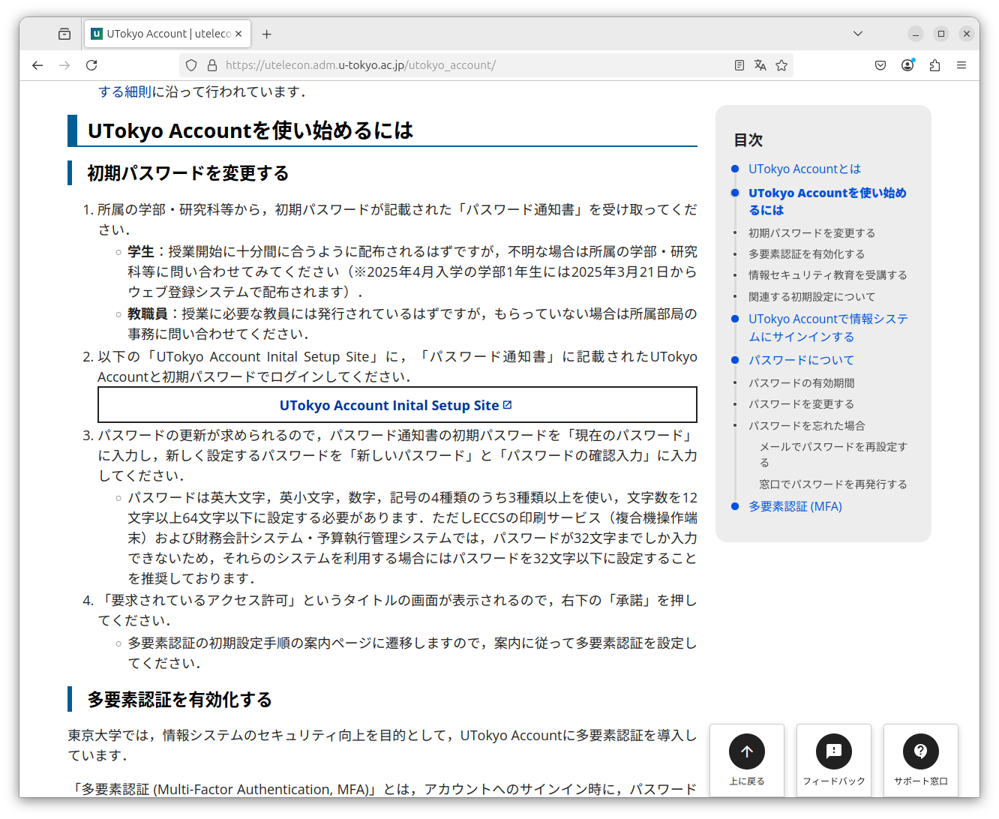 UTokyo Account | uteleco
https://utelecon.adm.u-tokyo.ac.jp/utokyo_account/
する細則に沿って行われています．
UTokyo Accountを使い始めるには
初期パスワードを変更する
1. 所属の学部・研究科等から，初期パスワードが記載された「パスワード通知書」を受け取ってくだ
さい．
学生：授業開始に十分間に合うように配布されるはずですが，不明な場合は所属の学部・研究
科等に問い合わせてみてください（※2025年4月入学の学部1年生には2025年3月21日から
ウェブ登録システムで配布されます）．
教職員：授業に必要な教員には発行されているはずですが，もらっていない場合は所属部局の
事務に問い合わせてください．
2. 以下の「UTokyo Account Inital Setup Site」に，「パスワード通知書」に記載されたUTokyo
Accountと初期パスワードでログインしてください．
UTokyo Account Inital Setup Site
3. パスワードの更新が求められるので，パスワード通知書の初期パスワードを「現在のパスワード」
に入力し，新しく設定するパスワードを「新しいパスワード」と「パスワードの確認入力」に入力
してください．
パスワードは英大文字，英小文字，数字，記号の4種類のうち3種類以上を使い，文字数を12
文字以上64文字以下に設定する必要があります．ただしECCSの印刷サービス（複合機操作端
末）および財務会計システム・予算執行管理システムでは，パスワードが32文字までしか入力
できないため，それらのシステムを利用する場合にはパスワードを32文字以下に設定すること
を推奨しております．
4. 「要求されているアクセス許可」というタイトルの画面が表示されるので，右下の「承諾」を押し
てください．
多要素認証の初期設定手順の案内ページに遷移しますので，案内に従って多要素認証を設定し
てください．
多要素認証を有効化する
東京大学では，情報システムのセキュリティ向上を目的として，UTokyo Accountに多要素認証を導入し
ています．
「多要素認証 (Multi-Factor Authentication, MFA)」とは，アカウントへのサインイン時に，パスワード
目次
UTokyo Accountとは
UTokyo Accountを使い始め
るには
初期パスワードを変更する
多要素認証を有効化する
情報セキュリティ教育を受講する
関連する初期設定について
UTokyo Accountで情報システ
ムにサインインする
パスワードについて
パスワードの有効期間
パスワードを変更する
パスワードを忘れた場合
メールでパスワードを再設定す
る
窓口でパスワードを再発行する
多要素認証 (MFA)
上に戻る
フィードバック
サポート窓口